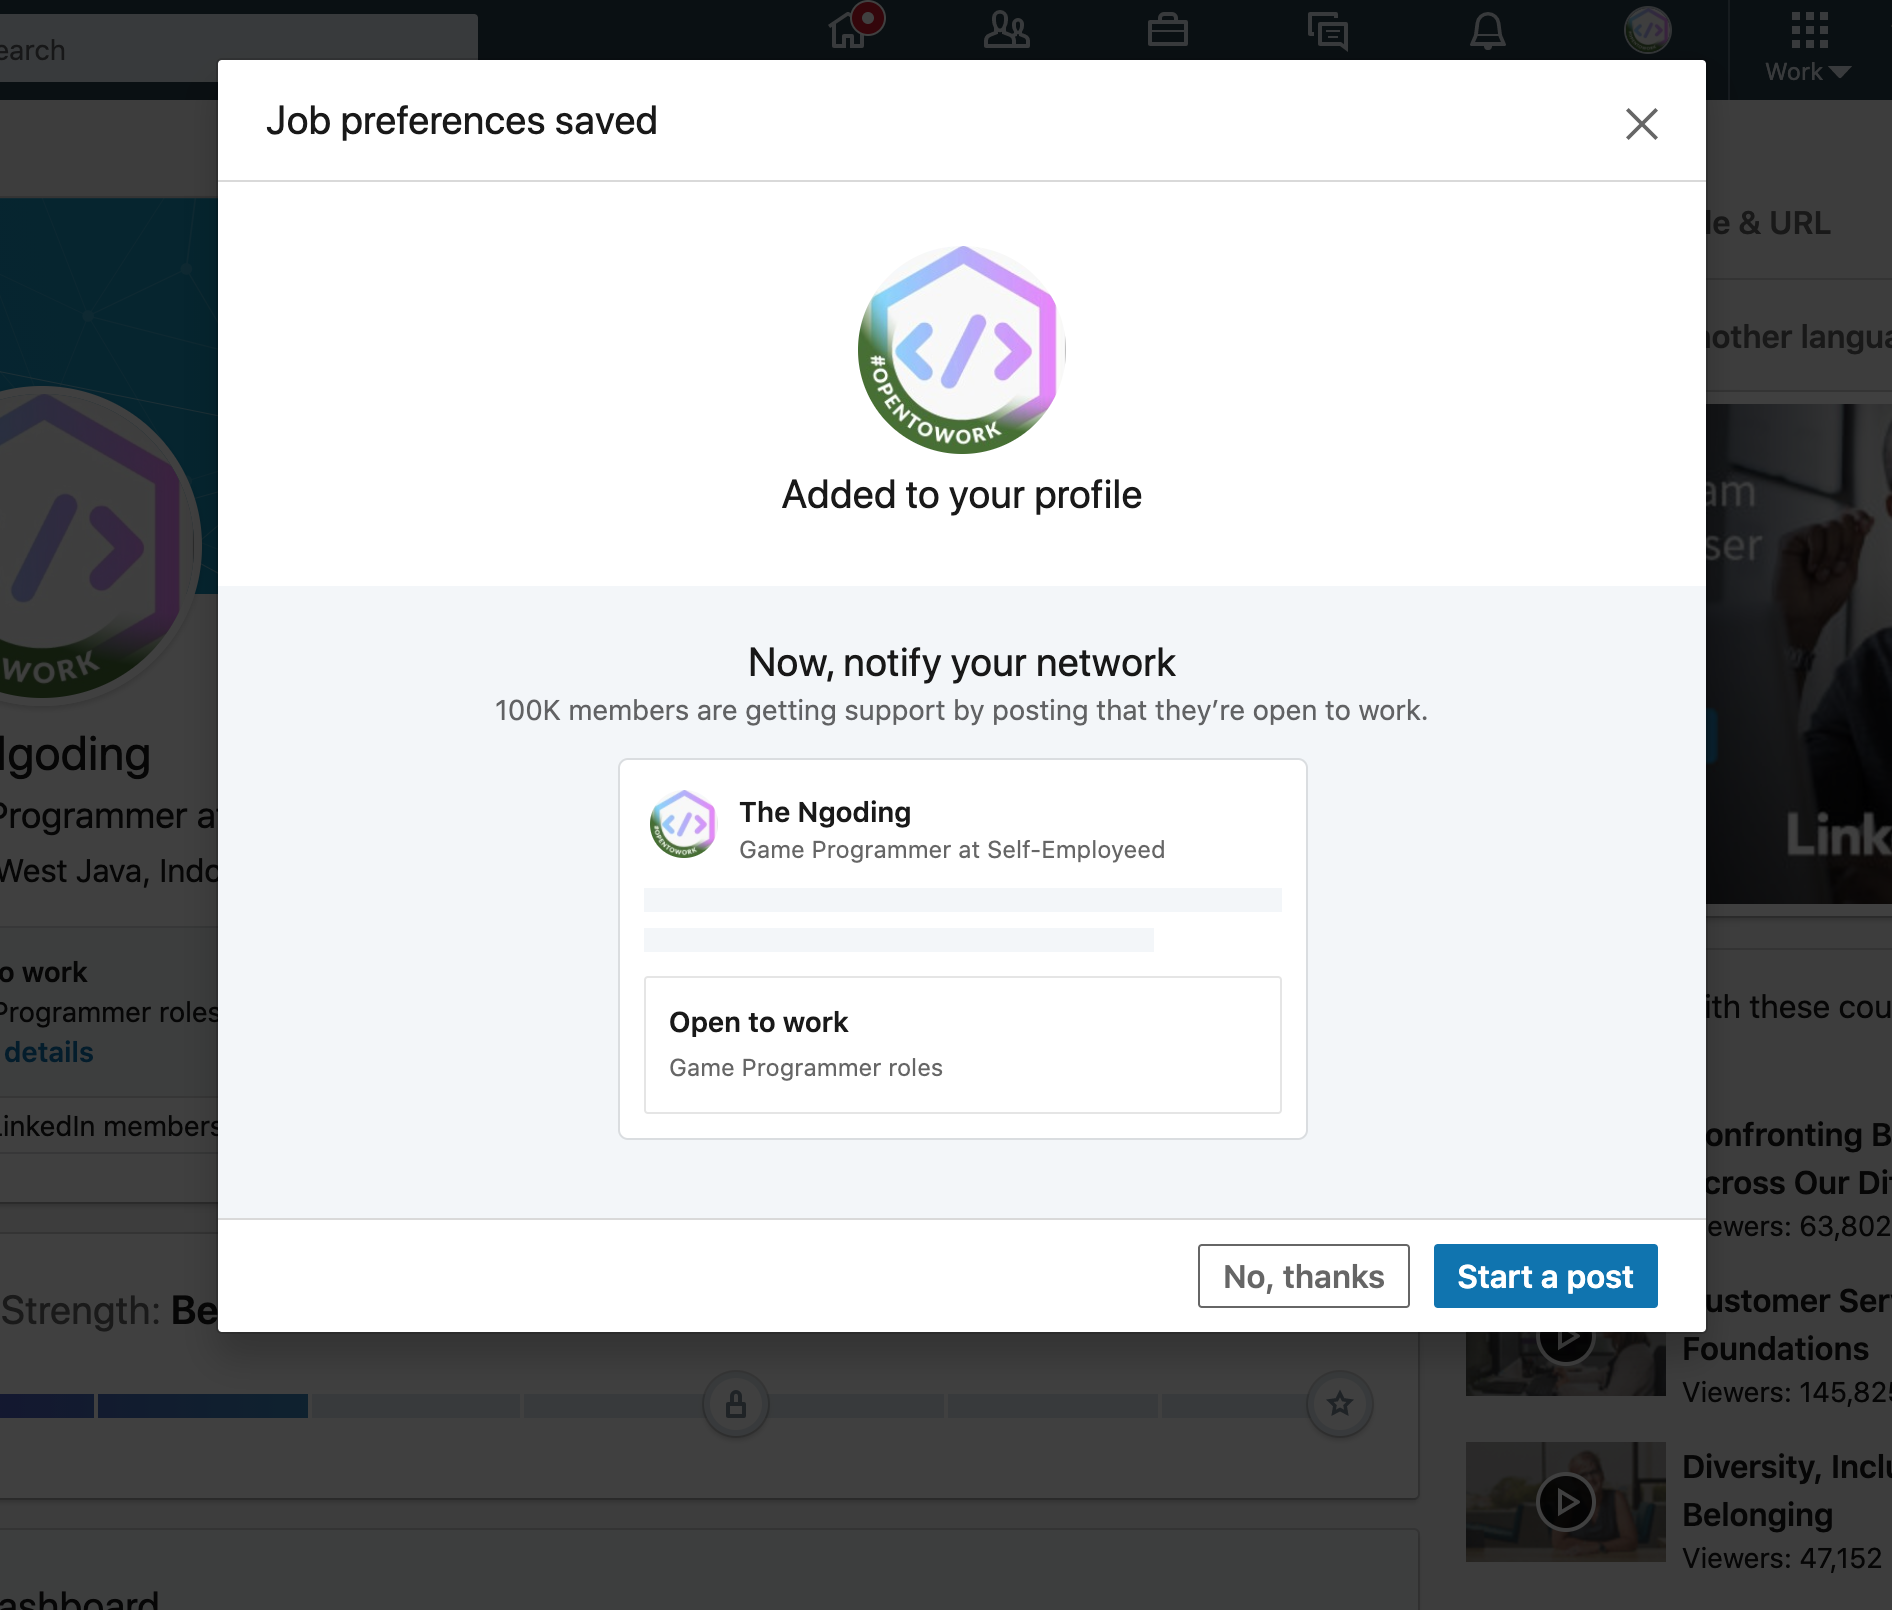 earch
Work
Job preferences saved
le & URL
#OPENTOWORK
nother langua
Added to your profile
am
ser
WORK
Now, notify your network
100K members are getting support by posting that they’re open to work.
Ngoding
The Ngoding
Game Programmer at Self-Employeed
Programmer at
West Java, Indo
Link
#OPENTOWORK
o work
Programmer roles
details
Open to work
Game Programmer roles
ith these cou
LinkedIn members
onfronting B
cross Our Di
ewers: 63,802
No, thanks
Start a post
Strength: Be
ustomer Ser
Foundations
Viewers: 145,825
Diversity, Inclu
Belonging
Viewers: 47,152
ashboard